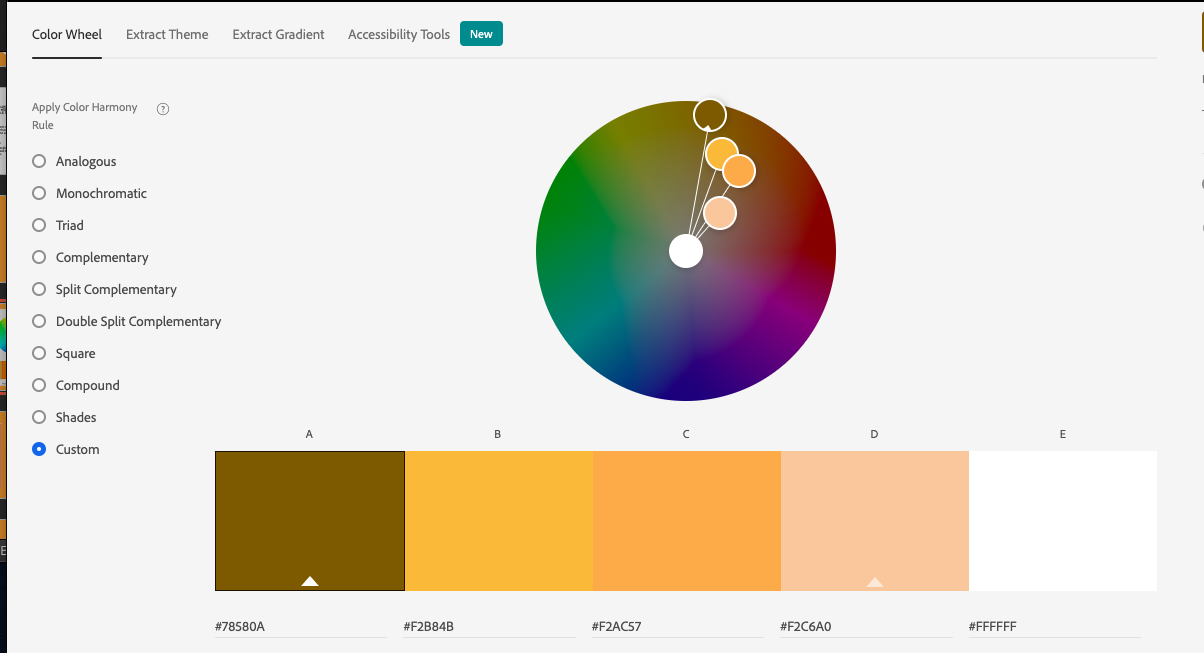 Color Wheel
Extract Theme
Extract Gradient
Accessibility Tools
New
Apply Color Harmony
Rule
?
Analogous
Monochromatic
Triad
Complementary
Split Complementary
Double Split Complementary
Square
Compound
Shades
Custom
A
B
C
D
E
#78580A
#F2B84B
#F2AC57
#F2C6A0
#FFFFFF